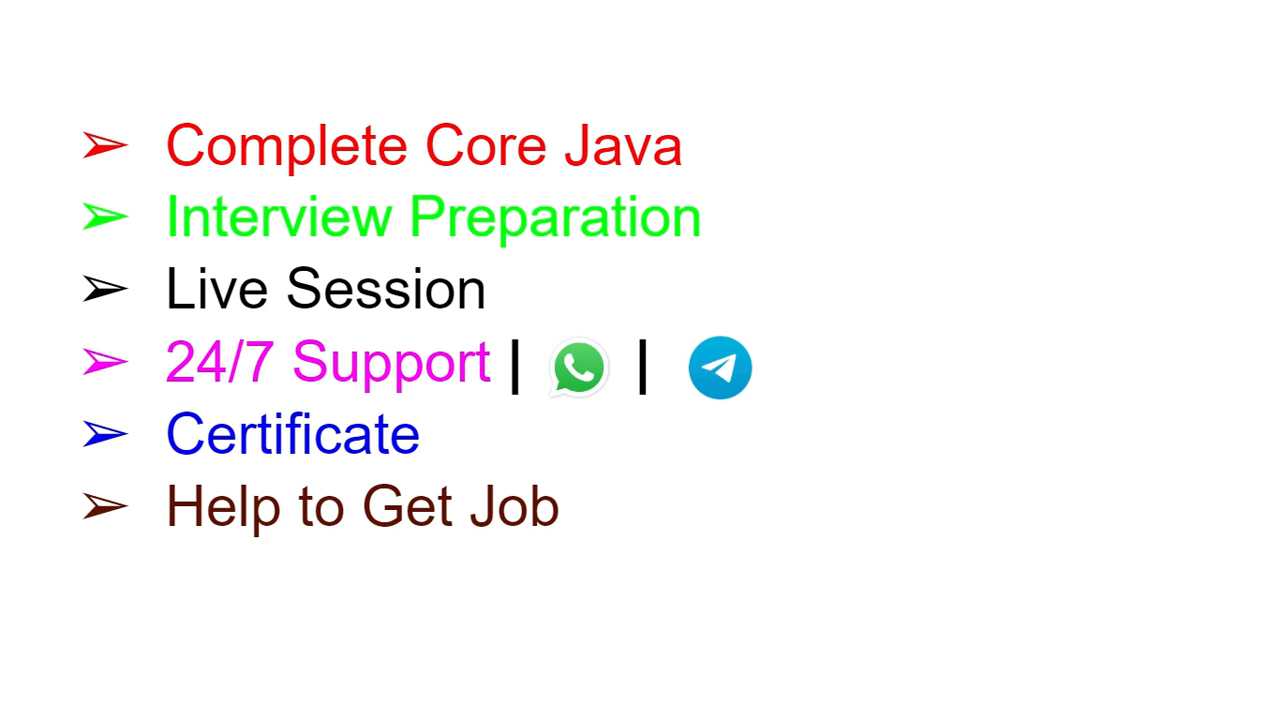 ➢ Complete Core Java
➢ Interview Preparation
➢ Live Session
➢ 24/7 Support | |
➢ Certificate
➢ Help to Get Job